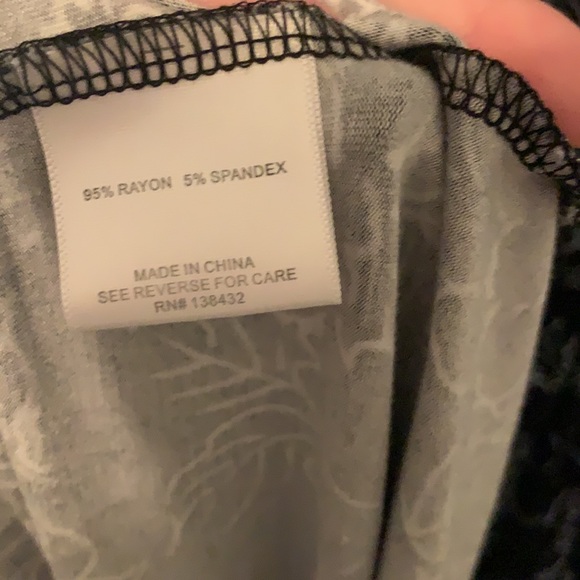 95% RAYON 5% SPANDEX
MADE IN CHINA
SEE REVERSE FOR CARE
RN# 138432